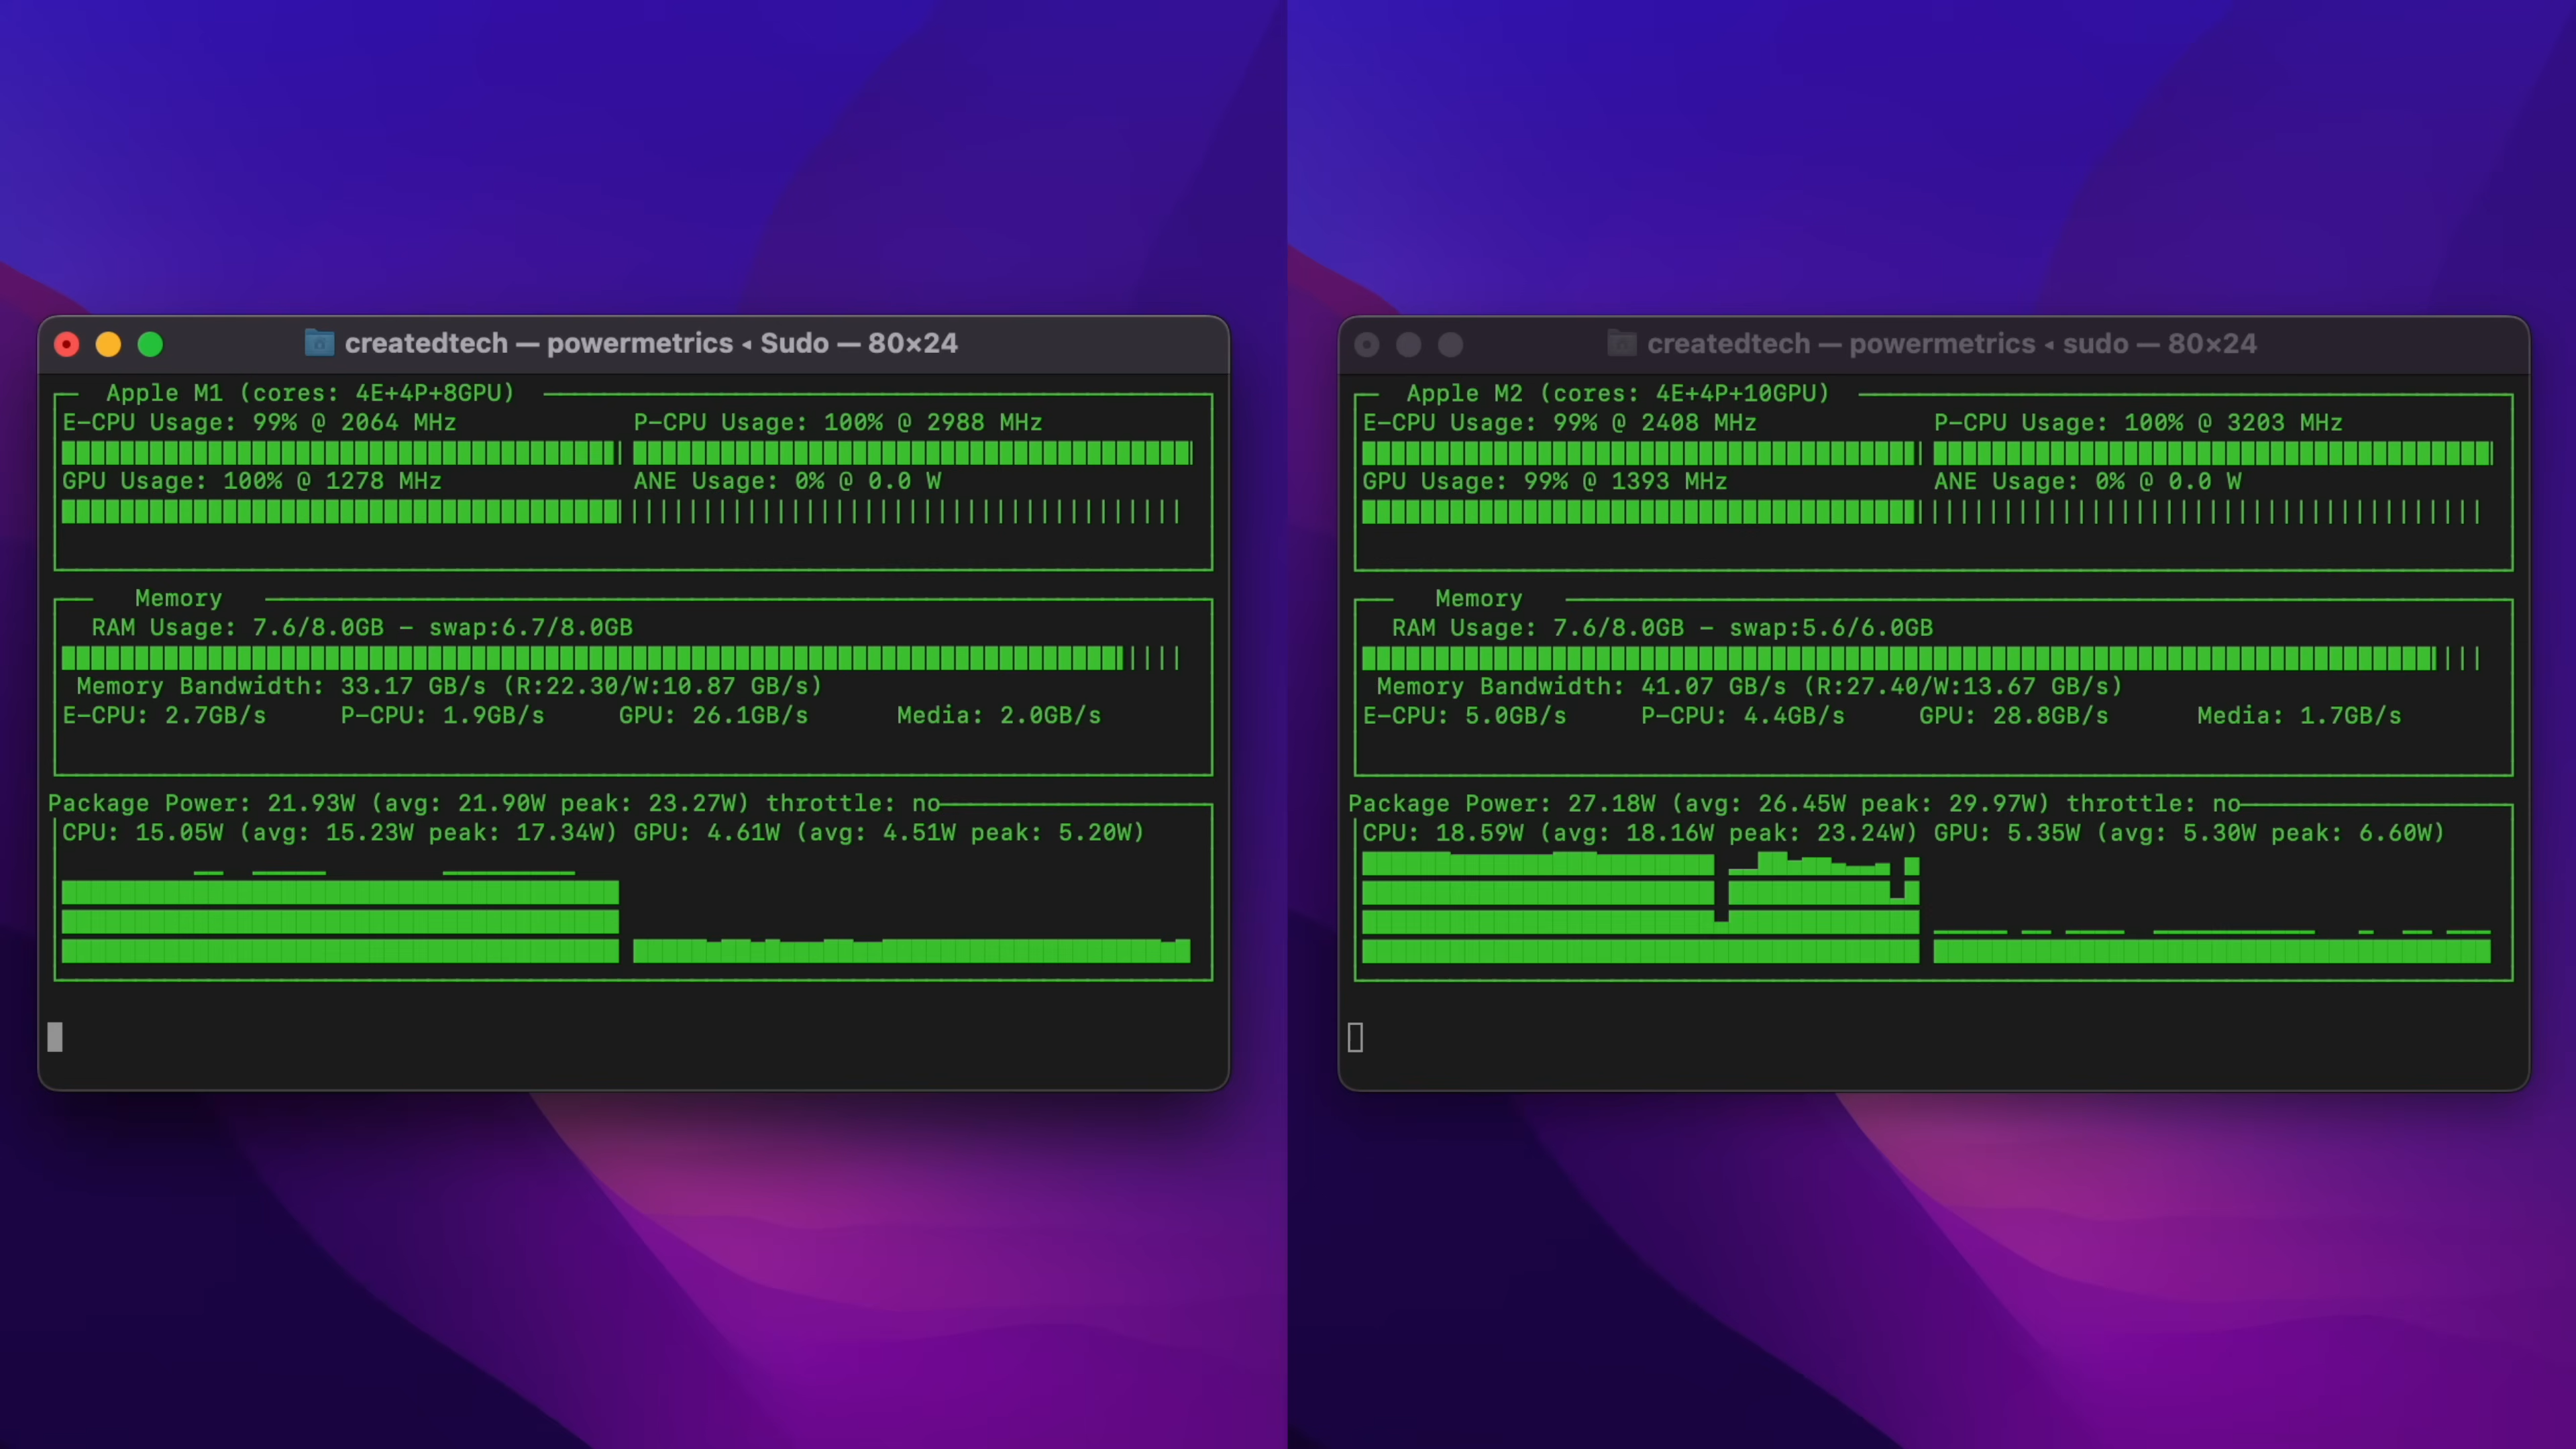 createdtech — powermetrics ◂ Sudo — 80×24
Apple M1 (cores: 4E+4P+8GPU)
E-CPU Usage: 99% @ 2064 MHz P-CPU Usage: 100% @ 2988 MHz
GPU Usage: 100% @ 1278 MHz ANE Usage: 0% @ 0.0 W
Memory
RAM Usage: 7.6/8.0GB - swap:6.7/8.0GB
Memory Bandwidth: 33.17 GB/s (R:22.30/W:10.87 GB/s)
E-CPU: 2.7GB/s P-CPU: 1.9GB/s GPU: 26.1GB/s Media: 2.0GB/s
Package Power: 21.93W (avg: 21.90W peak: 23.27W) throttle: no
CPU: 15.05W (avg: 15.23W peak: 17.34W) GPU: 4.61W (avg: 4.51W peak: 5.20W)
createdtech — powermetrics ◂ sudo — 80×24
Apple M2 (cores: 4E+4P+10GPU)
E-CPU Usage: 99% @ 2408 MHz P-CPU Usage: 100% @ 3203 MHz
GPU Usage: 99% @ 1393 MHz ANE Usage: 0% @ 0.0 W
Memory
RAM Usage: 7.6/8.0GB - swap:5.6/6.0GB
Memory Bandwidth: 41.07 GB/s (R:27.40/W:13.67 GB/s)
E-CPU: 5.0GB/s P-CPU: 4.4GB/s GPU: 28.8GB/s Media: 1.7GB/s
Package Power: 27.18W (avg: 26.45W peak: 29.97W) throttle: no
CPU: 18.59W (avg: 18.16W peak: 23.24W) GPU: 5.35W (avg: 5.30W peak: 6.60W)